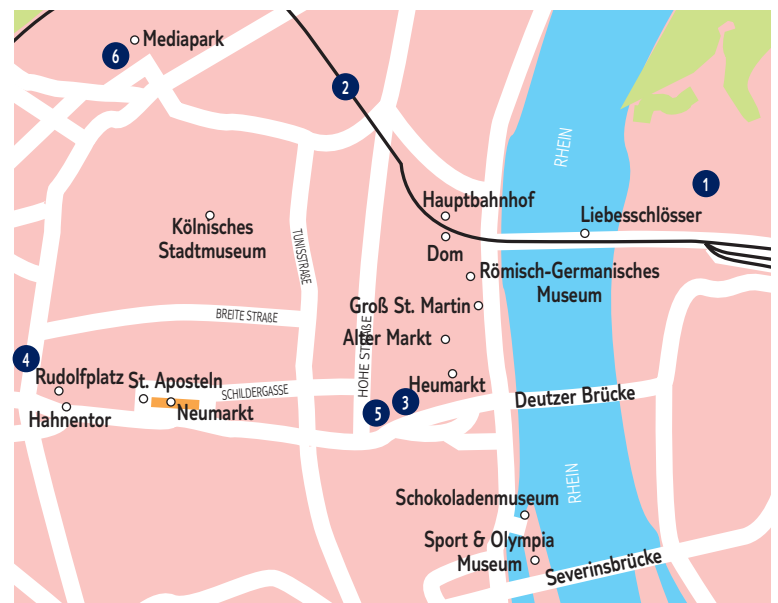 Mediapark
6
2
RHEIN
1
Hauptbahnhof
Liebesschlösser
Kölnisches
Stadtmuseum
Dom
TUNISSTRAßE
Römisch-Germanisches
Museum
Groß St. Martin
BREITE STRAßE
HOHE STRAßE
Alter Markt
4
Rudolfplatz
St. Aposteln
SCHILDERGASSE
Heumarkt
Hahnentor
Neumarkt
5
3
Deutzer Brücke
RHEIN
Schokoladenmuseum
Sport & Olympia
Museum
Severinsbrücke